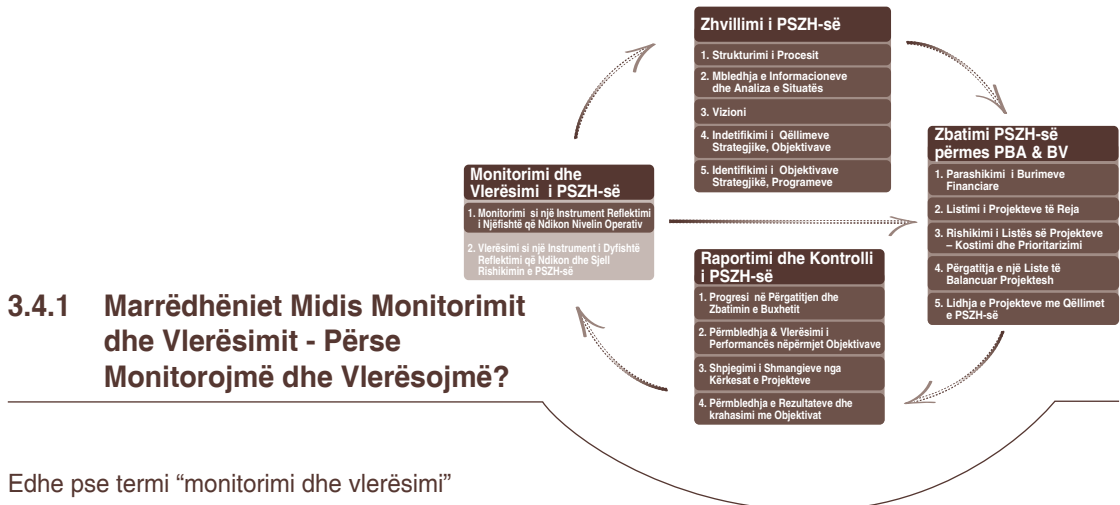 Zhvillimi i PSZH-së
1. Strukturimi i Procesit
2. Mbledhja e Informacioneve
dhe Analiza e Situatës
3. Vizioni
4. Indetifikimi i Qëllimeve
Strategjike, Objektivave
5. Identifikimi i Objektivave
Strategjikë, Programeve
Zbatimi PSZH-së
përmes PBA & BV
1. Parashikimi i Burimeve
Financiare
2. Listimi i Projekteve të Reja
3. Rishikimi i Listës së Projekteve
– Kostimi dhe Prioritarizimi
4. Përgatitja e një Liste të
Balancuar Projektesh
5. Lidhja e Projekteve me Qëllimet
e PSZH-së
Monitorimi dhe
Vlerësimi i PSZH-së
1. Monitorimi si një Instrument Reflektimi
i Njëfishtë që Ndikon Nivelin Operativ
2. Vlerësimi si një Instrument i Dyfishtë
Reflektimi që Ndikon dhe Sjell
Rishikimin e PSZH-së
Raportimi dhe Kontrolli
i PSZH-së
1. Progresi në Përgatitjen dhe
Zbatimin e Buxhetit
2. Përmbledhja & Vlerësimi i
Performancës nëpërmjet Objektivave
3. Shpjegimi i Shmangieve nga
Kërkesat e Projekteve
4. Përmbledhja e Rezultateve dhe
krahasimi me Objektivat
3.4.1 Marrëdhëniet Midis Monitorimit
dhe Vlerësimit - Përse
Monitorojmë dhe Vlerësojmë?
Edhe pse termi “monitorimi dhe vlerësimi”